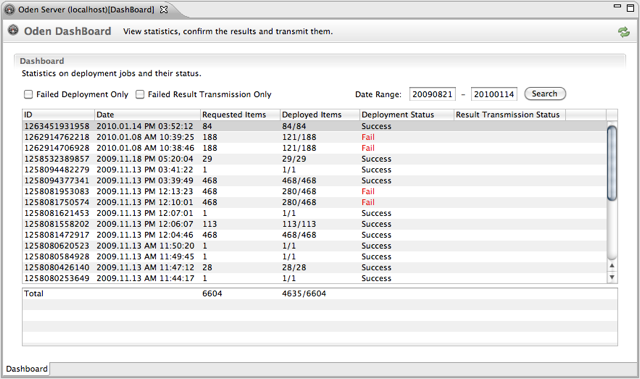 Oden Server (localhost)[DashBoard]
Oden DashBoard View statistics, confirm the results and transmit them.
Dashboard
Statistics on deployment jobs and their status.
Failed Deployment Only Failed Result Transmission Only Date Range: 20090821 - 20100114 Search
ID Date Requested Items Deployed Items Deployment Status Result Transmission Status
1263451931958 2010.01.14 PM 03:52:12 84 84/84 Success
1262914762218 2010.01.08 AM 10:39:25 188 121/188 Fail
1262914706928 2010.01.08 AM 10:38:46 188 121/188 Fail
1258532389857 2009.11.18 PM 05:20:04 29 29/29 Success
1258094482279 2009.11.13 PM 03:41:22 1 1/1 Success
1258094377341 2009.11.13 PM 03:39:49 468 468/468 Success
1258081953083 2009.11.13 PM 12:13:23 468 280/468 Fail
1258081750574 2009.11.13 PM 12:10:01 468 280/468 Fail
1258081621453 2009.11.13 PM 12:07:01 1 1/1 Success
1258081558202 2009.11.13 PM 12:06:07 113 113/113 Success
1258081472917 2009.11.13 PM 12:04:46 468 468/468 Success
1258080620523 2009.11.13 AM 11:50:20 1 1/1 Success
1258080584928 2009.11.13 AM 11:49:45 1 1/1 Success
1258080426140 2009.11.13 AM 11:47:12 28 28/28 Success
1258080253649 2009.11.13 AM 11:44:17 1 1/1 Success
Total 6604 4635/6604
Dashboard